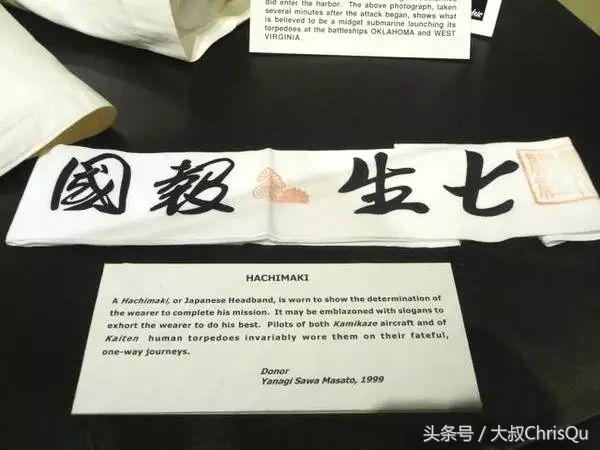 did enter the harbor. The above photograph, taken
several minutes after the attack began, shows what
is believed to be a midget submarine launching its
torpedoes at the battleships OKLAHOMA and WEST
VIRGINIA.
七生報國
HACHIMAKI
A Hachimaki, or Japanese Headband, is worn to show the determination of
the wearer to complete his mission. It may be emblazoned with slogans to
exhort the wearer to do his best. Pilots of both Kamikaze aircraft and of
Kaiten human torpedoes invariably wore them on their fateful,
one-way journeys.
Donor
Yanagi Sawa Masato, 1999
头条号 / 大叔ChrisQu